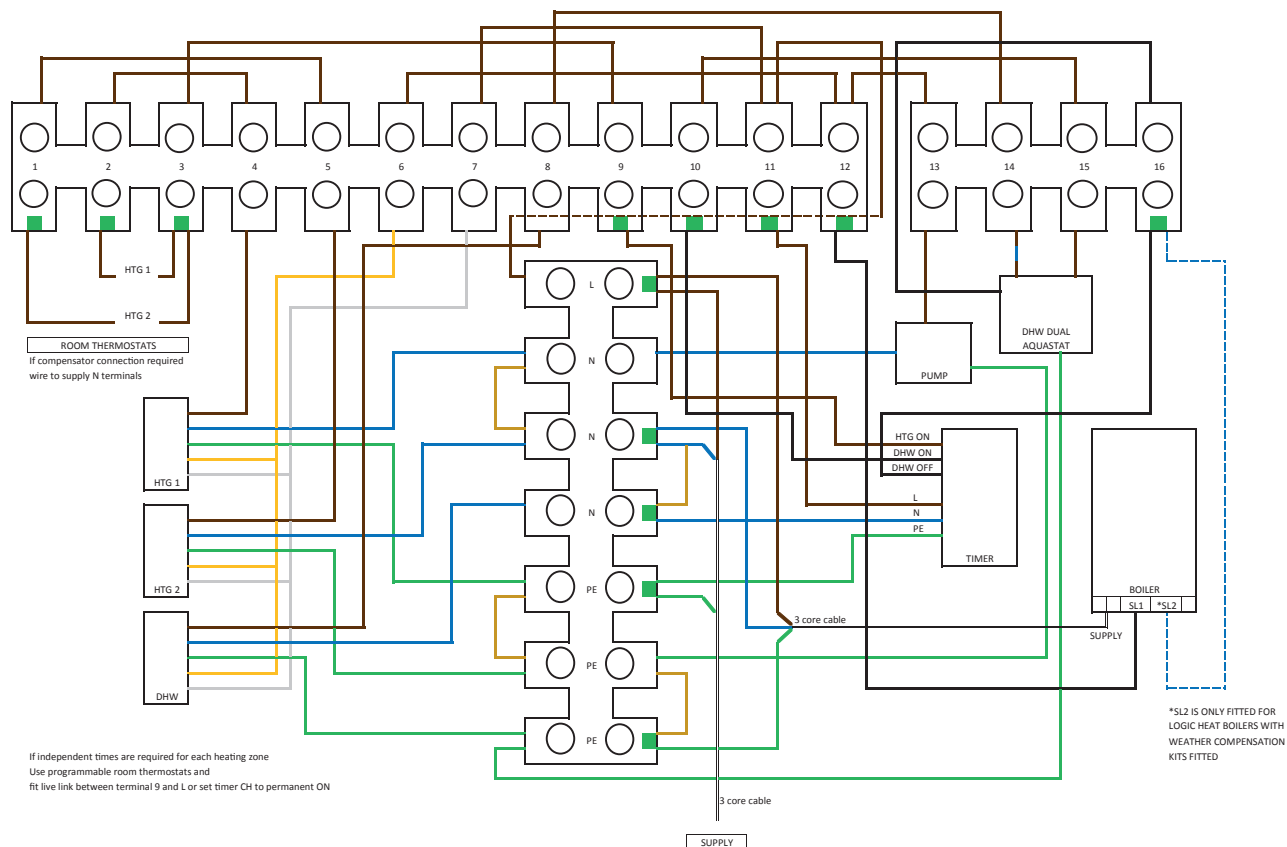 1
2
3
4
5
6
7
8
9
10
11
12
13
14
15
16
HTG 1
HTG 2
ROOM THERMOSTATS
If compensator connection required
wire to supply N terminals
L
N
N
N
PE
PE
PE
DHW DUAL
AQUASTAT
PUMP
HTG 1
HTG 2
DHW
HTG ON
DHW ON
DHW OFF
L
N
PE
TIMER
BOILER
SL1
*SL2
SUPPLY
3 core cable
*SL2 IS ONLY FITTED FOR
LOGIC HEAT BOILERS WITH
WEATHER COMPENSATION
KITS FITTED
If independent times are required for each heating zone
Use programmable room thermostats and
fit live link between terminal 9 and L or set timer CH to permanent ON
3 core cable
SUPPLY